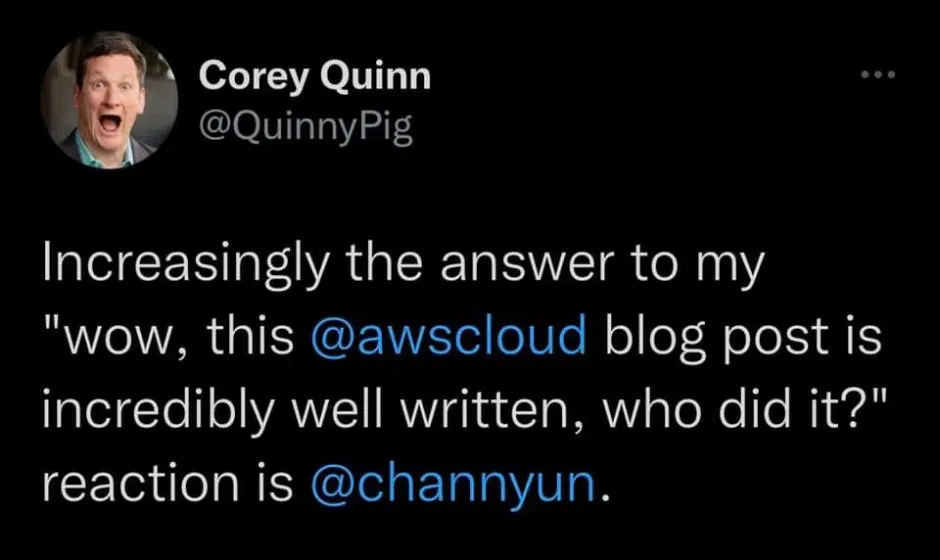 Corey Quinn
@QuinnyPig
Increasingly the answer to my
"wow, this @awscloud blog post is
incredibly well written, who did it?"
reaction is @channyun.